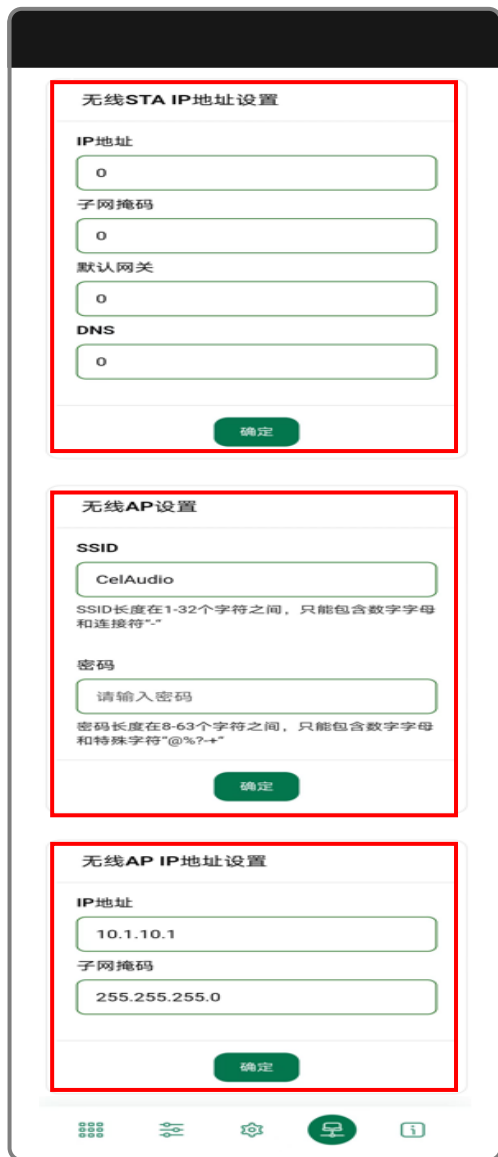 无线STA IP地址设置
IP地址
0
子网掩码
0
默认网关
0
DNS
0
确定
无线AP设置
SSID
CelAudio
SSID长度在1-32个字符之间，只能包含数字字母
和连接符"-"
密码
请输入密码
密码长度在8-63个字符之间，只能包含数字字母
和特殊字符"@%?-+"
确定
无线AP IP地址设置
IP地址
10.1.10.1
子网掩码
255.255.255.0
确定